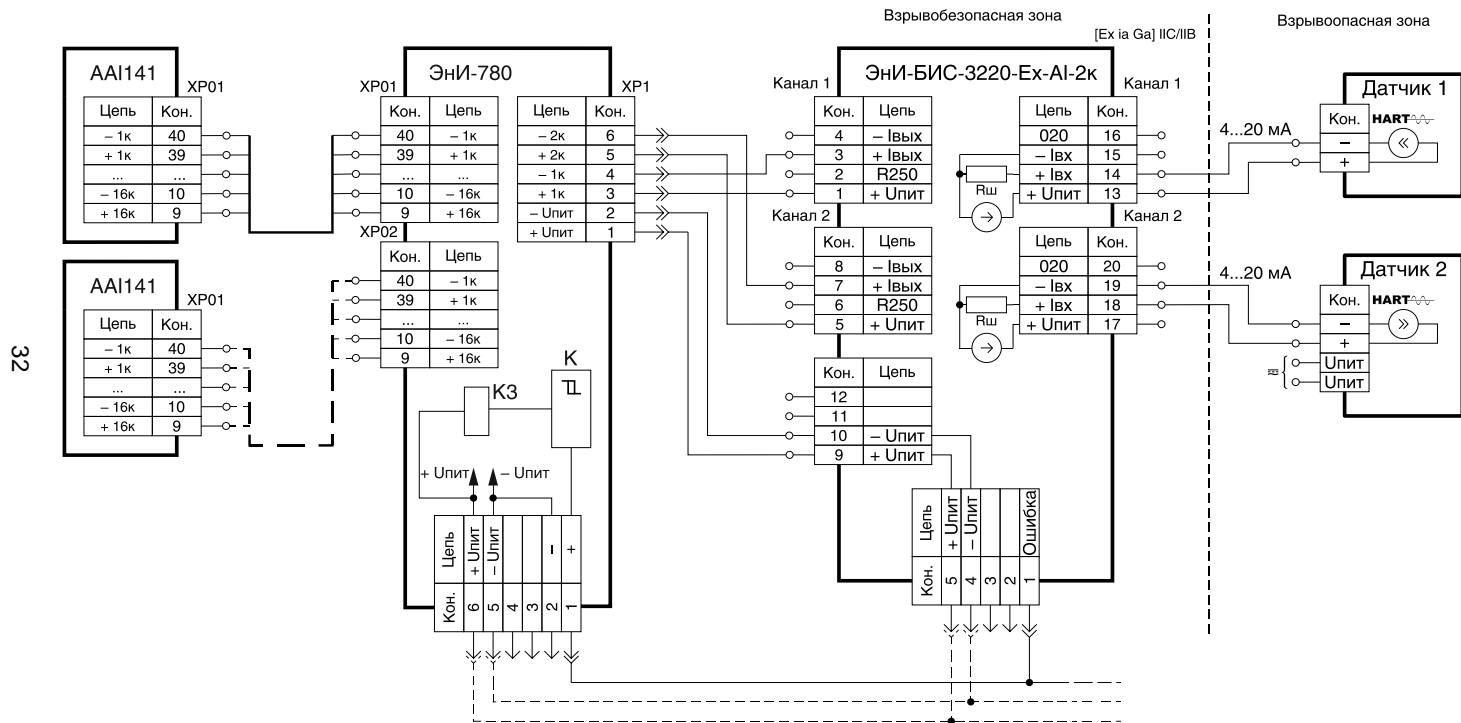 Взрывобезопасная зона
Взрывоопасная зона
[Ex ia Ga] IIC/IIB
AAI141
XP01
Цепь Кон.
– 1к 40
+ 1к 39
... ...
– 16к 10
+ 16к 9
AAI141
XP01
Цепь Кон.
– 1к 40
+ 1к 39
... ...
– 16к 10
+ 16к 9
32
ЭнИ-780
XP01
Кон. Цепь
40 – 1к
39 + 1к
... ...
10 – 16к
9 + 16к
XP02
Кон. Цепь
40 – 1к
39 + 1к
... ...
10 – 16к
9 + 16к
XP1
Цепь Кон.
– 2к 6
+ 2к 5
– 1к 4
+ 1к 3
– Uпит 2
+ Uпит 1
К
К3
+ Uпит
– Uпит
Цепь + Uпит – Uпит – +
Кон. 6 5 4 3 2 1
ЭнИ-БИС-3220-Ex-AI-2к
Канал 1
Кон. Цепь
4 – Iвых
3 + Iвых
2 R250
1 + Uпит
Канал 2
Кон. Цепь
8 – Iвых
7 + Iвых
6 R250
5 + Uпит
Кон. Цепь
12
11
10 – Uпит
9 + Uпит
Канал 1
Цепь Кон.
020 16
– Iвх 15
+ Iвх 14
+ Uпит 13
Rш
Канал 2
Цепь Кон.
020 20
– Iвх 19
+ Iвх 18
+ Uпит 17
Rш
Цепь + Uпит – Uпит Ошибка
Кон. 5 4 3 2 1
4...20 мА
Датчик 1
Кон. HART
–
+
4...20 мА
Датчик 2
Кон. HART
–
+
Uпит
Uпит